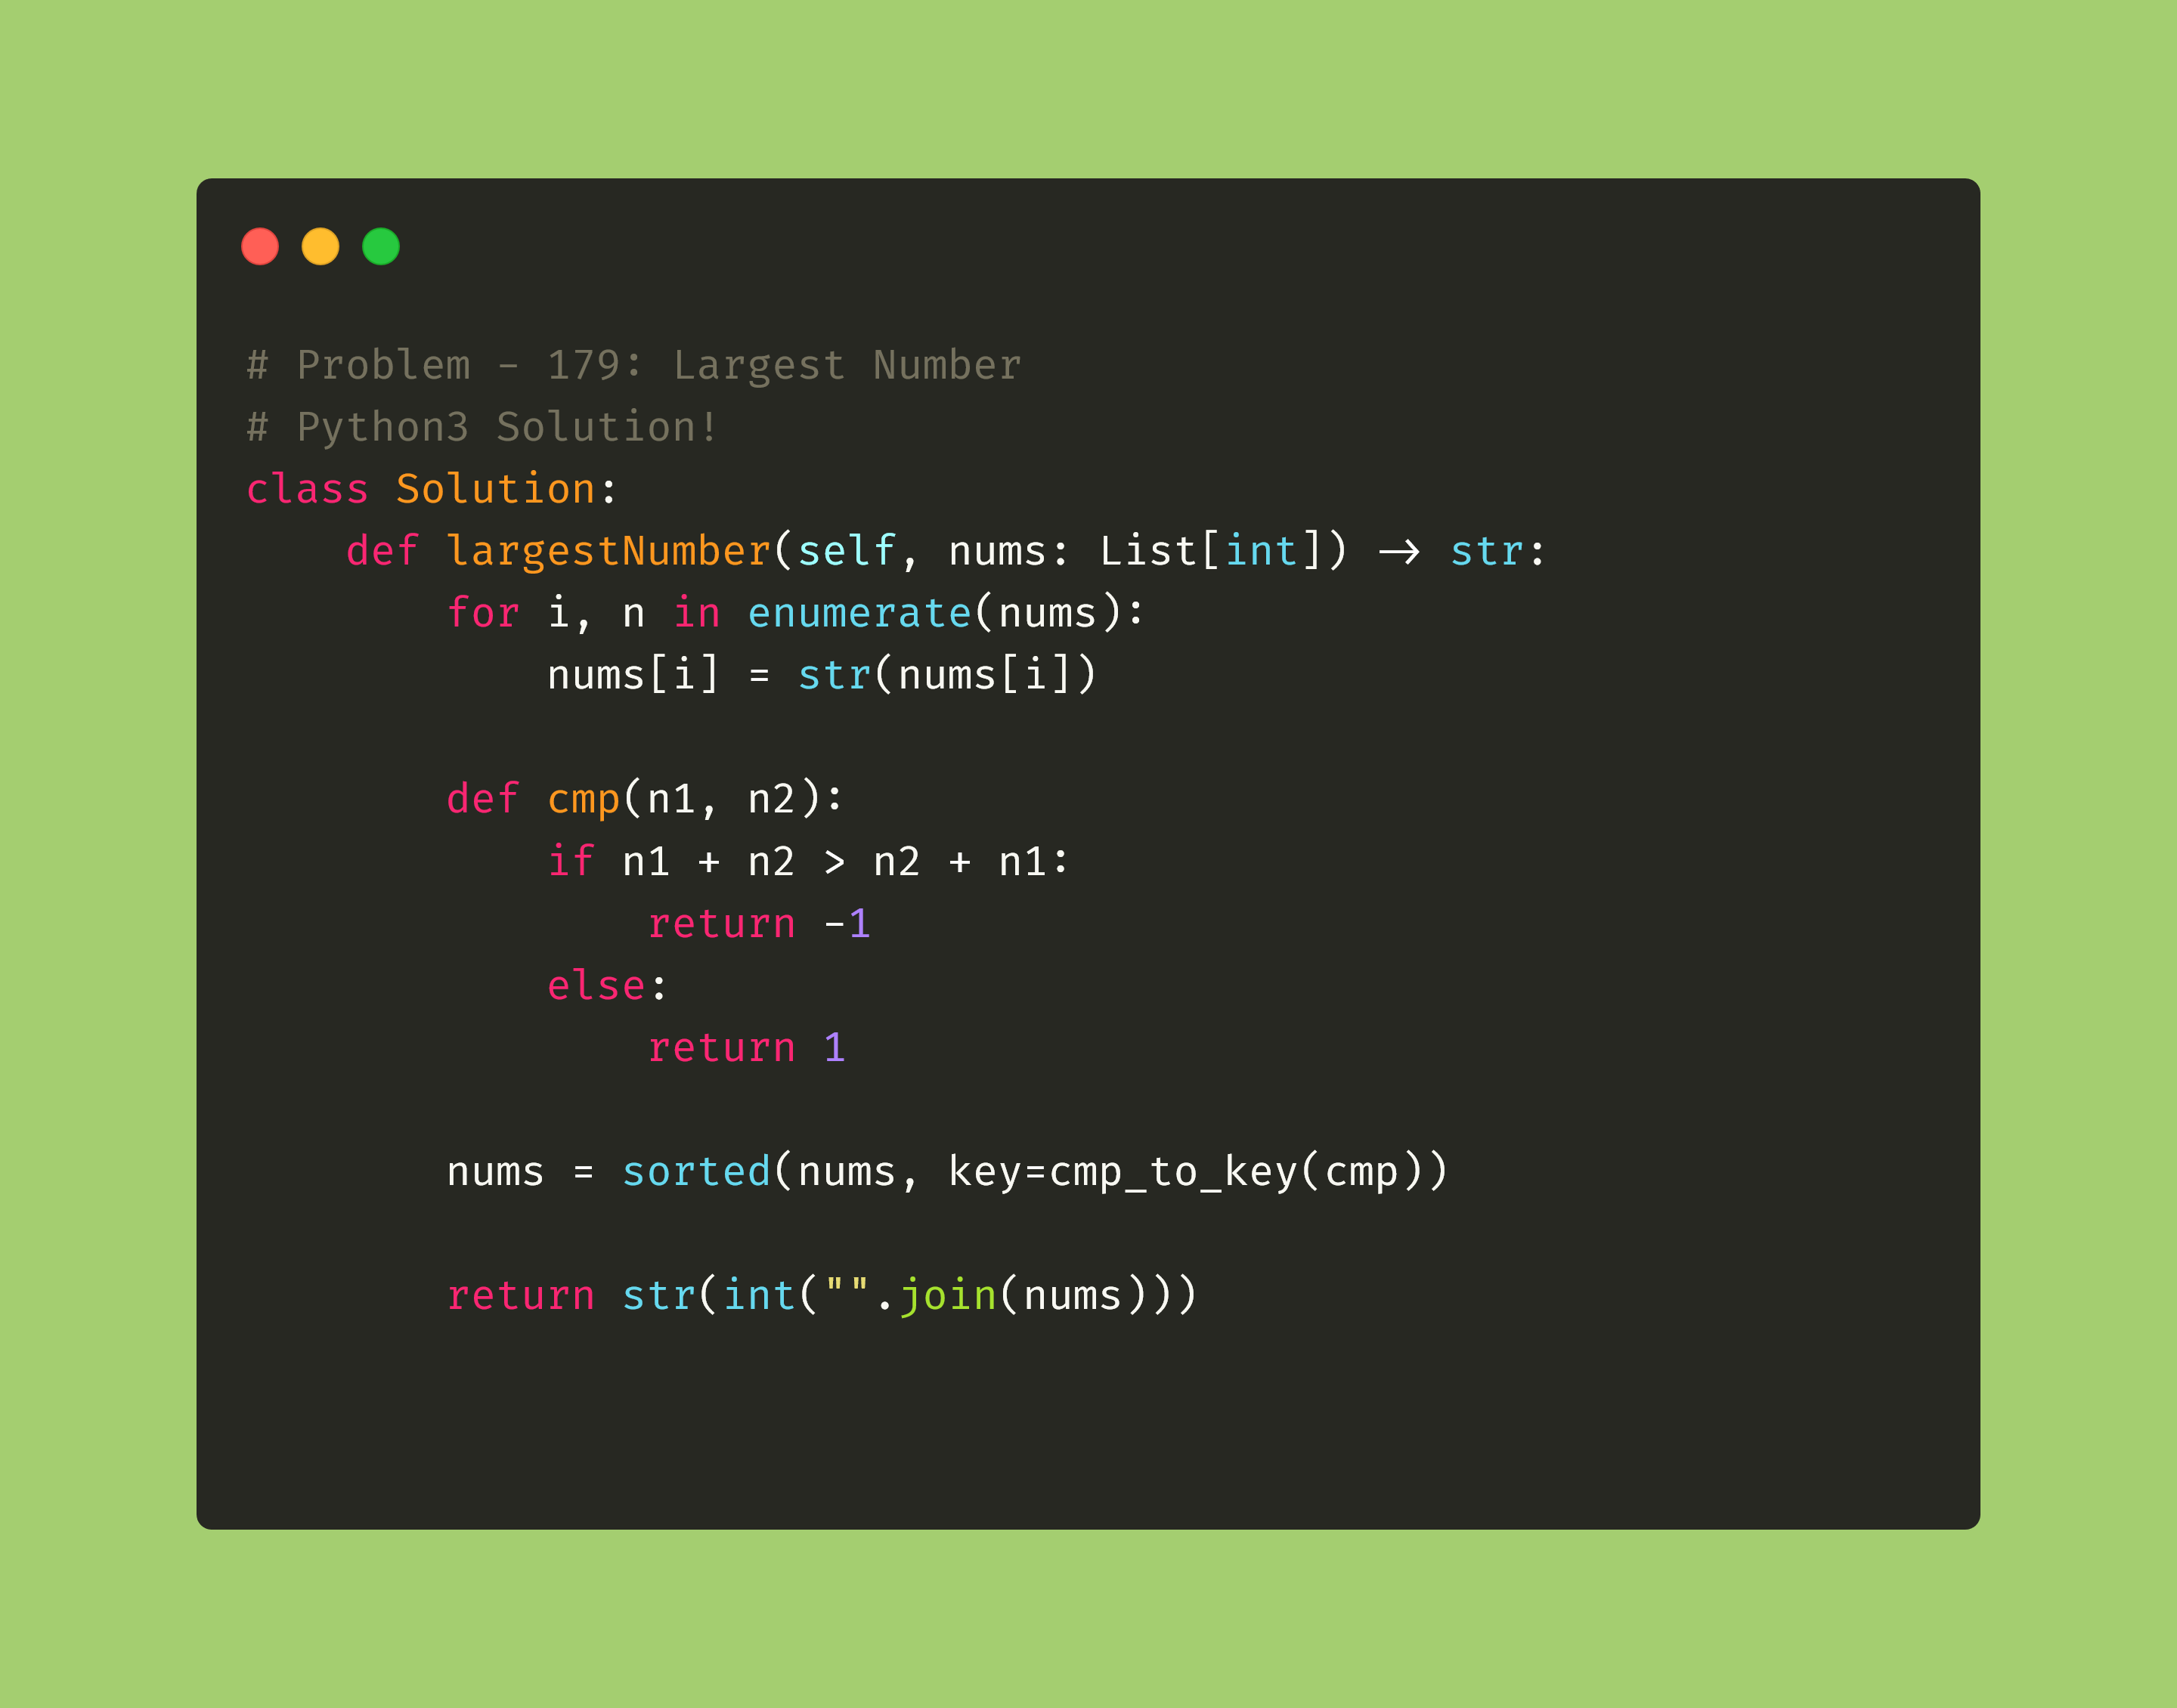 # Problem - 179: Largest Number
# Python3 Solution!
class Solution:
    def largestNumber(self, nums: List[int]) -> str:
        for i, n in enumerate(nums):
            nums[i] = str(nums[i])

        def cmp(n1, n2):
            if n1 + n2 > n2 + n1:
                return -1
            else:
                return 1

        nums = sorted(nums, key=cmp_to_key(cmp))

        return str(int("".join(nums)))